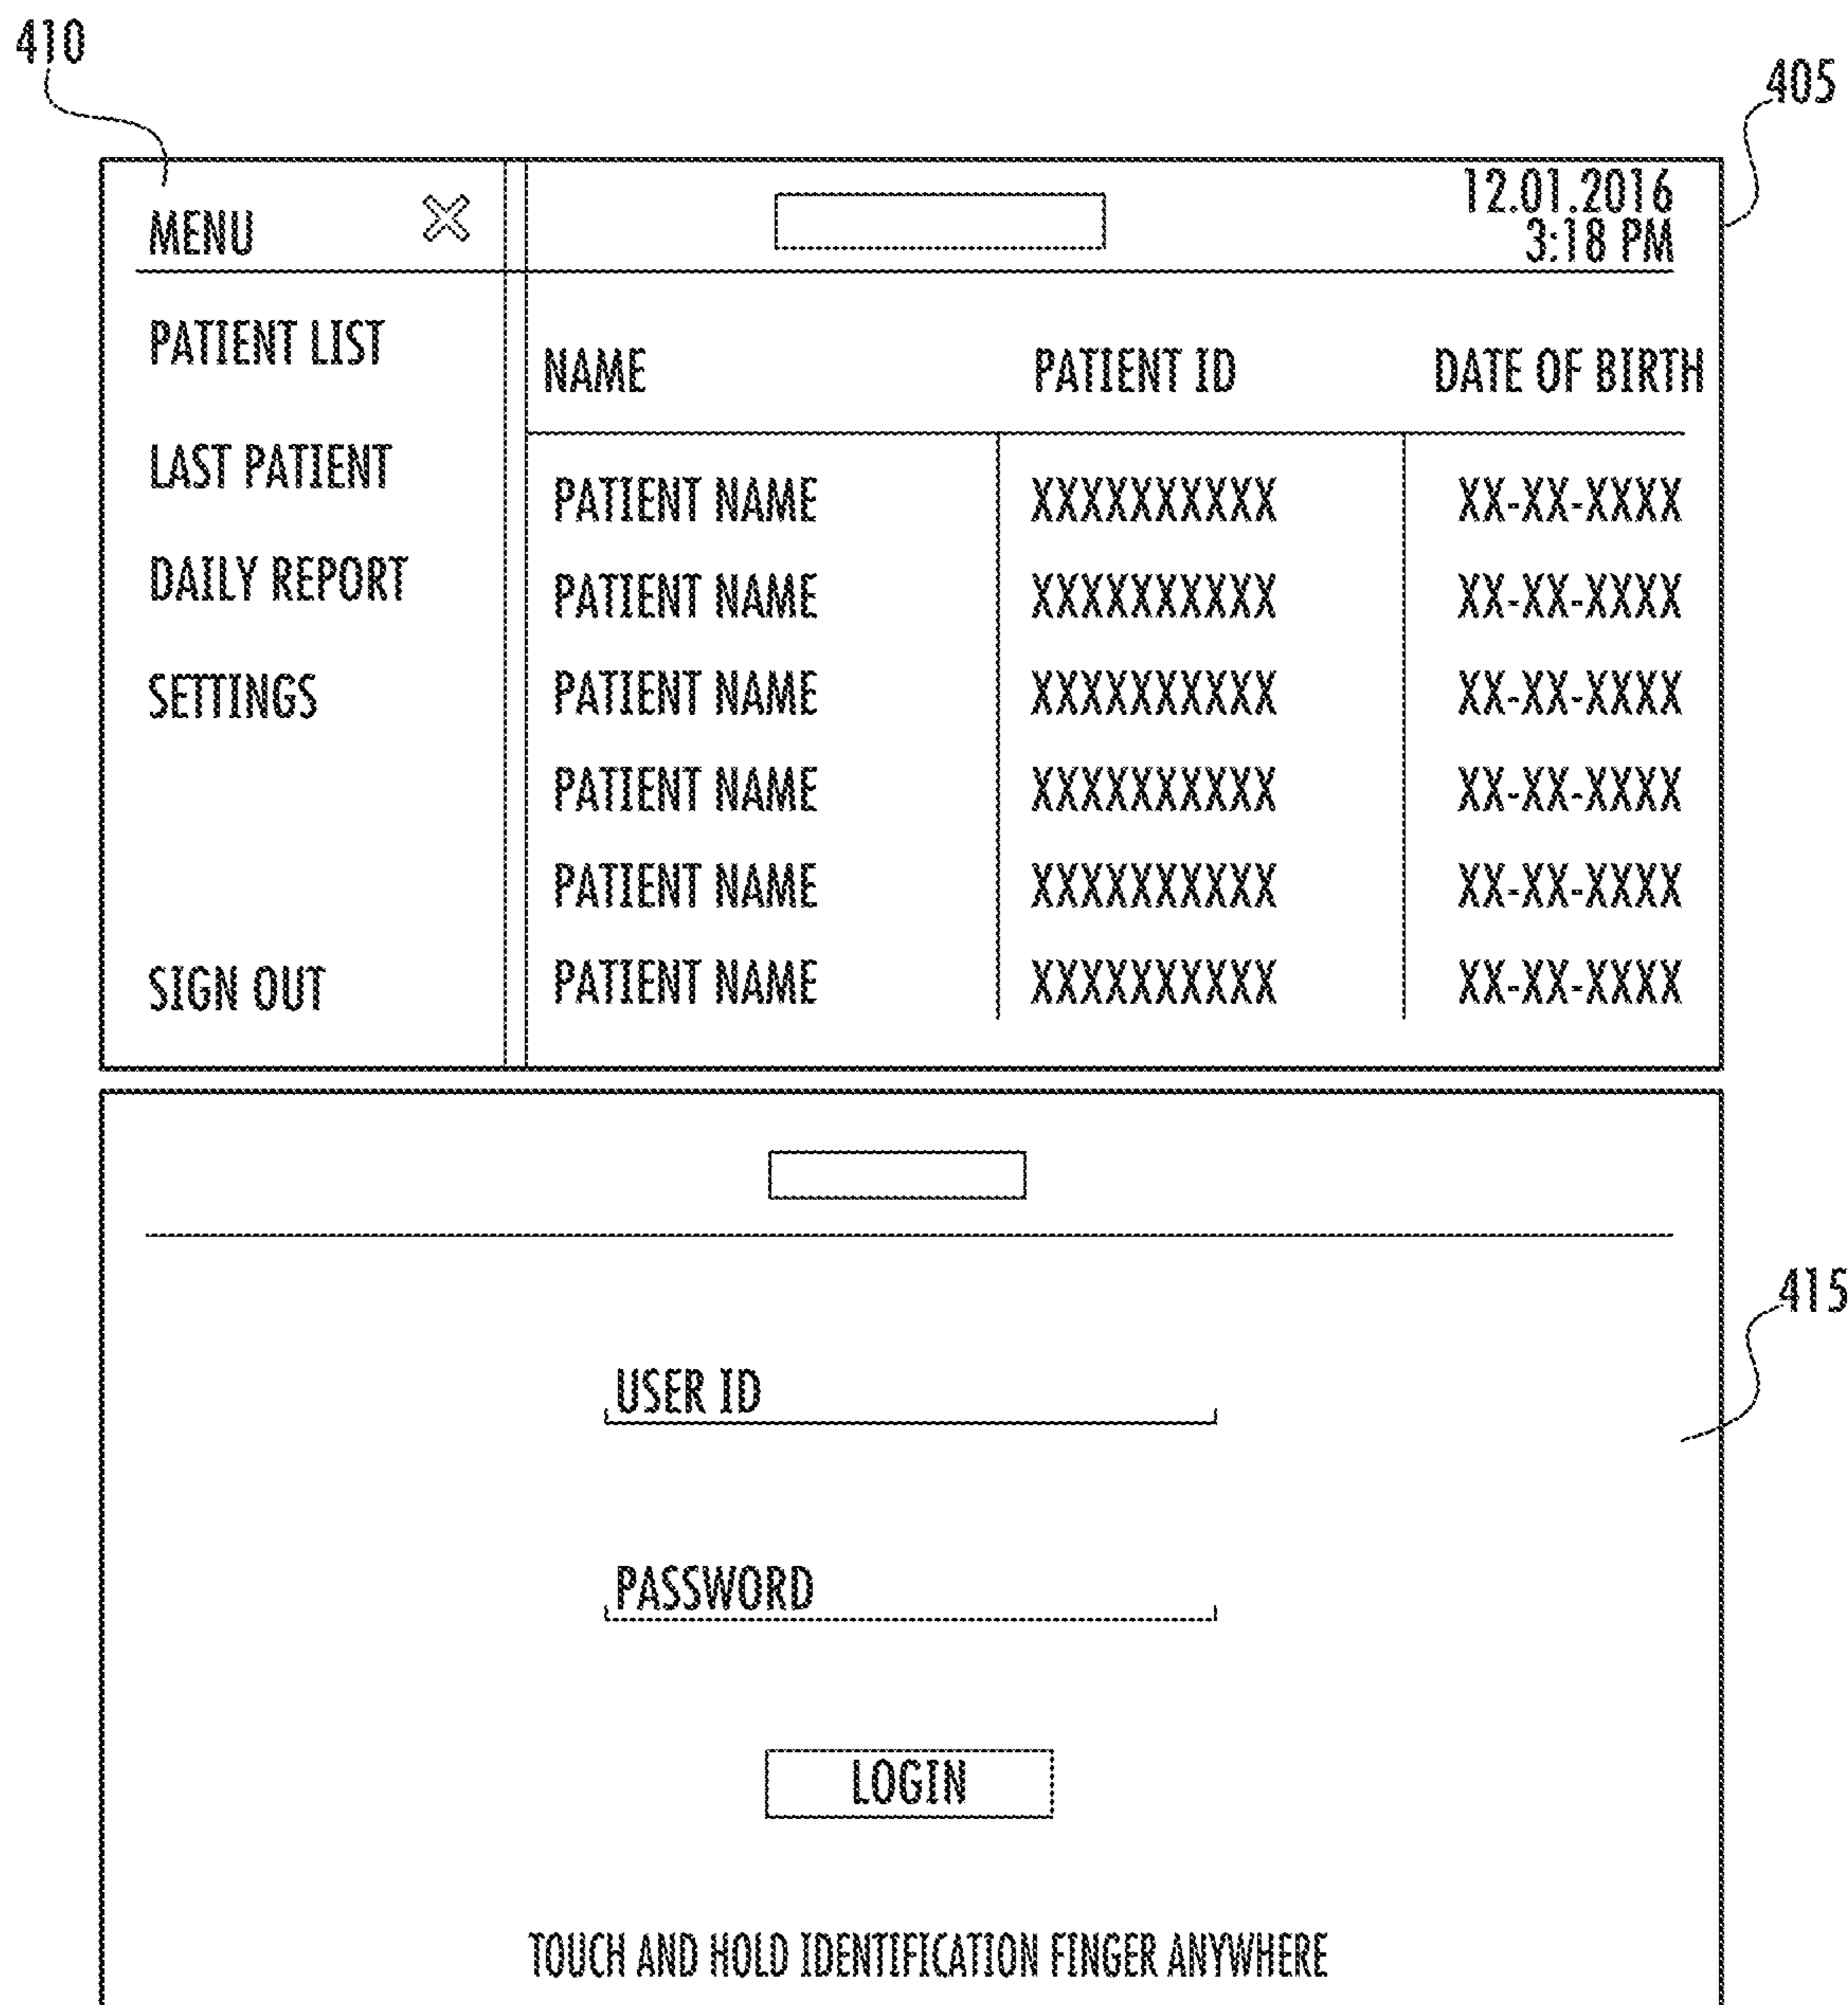 410
405
MENU
12.01.2016
3:18 PM
PATIENT LIST
LAST PATIENT
DAILY REPORT
SETTINGS
SIGN OUT
NAME PATIENT ID DATE OF BIRTH
PATIENT NAME XXXXXXXXXX XX-XX-XXXX
PATIENT NAME XXXXXXXXXX XX-XX-XXXX
PATIENT NAME XXXXXXXXXX XX-XX-XXXX
PATIENT NAME XXXXXXXXXX XX-XX-XXXX
PATIENT NAME XXXXXXXXXX XX-XX-XXXX
PATIENT NAME XXXXXXXXXX XX-XX-XXXX
415
USER ID
PASSWORD
LOGIN
TOUCH AND HOLD IDENTIFICATION FINGER ANYWHERE